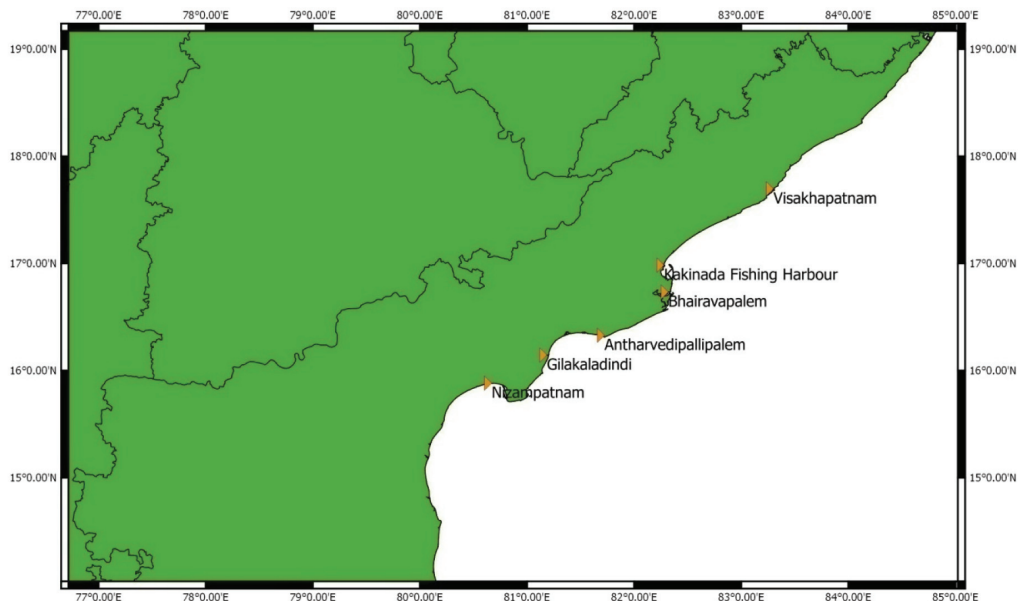 77°0.00'E 78°0.00'E 79°0.00'E 80°0.00'E 81°0.00'E 82°0.00'E 83°0.00'E 84°0.00'E 85°0.00'E
19°0.00'N 19°0.00'N
18°0.00'N 18°0.00'N
Visakhapatnam
17°0.00'N 17°0.00'N
Kakinada Fishing Harbour
Bhairavapalem
Antharvedipallipalem
Gilakaladindi
16°0.00'N 16°0.00'N
Nizampatnam
15°0.00'N 15°0.00'N
77°0.00'E 78°0.00'E 79°0.00'E 80°0.00'E 81°0.00'E 82°0.00'E 83°0.00'E 84°0.00'E 85°0.00'E